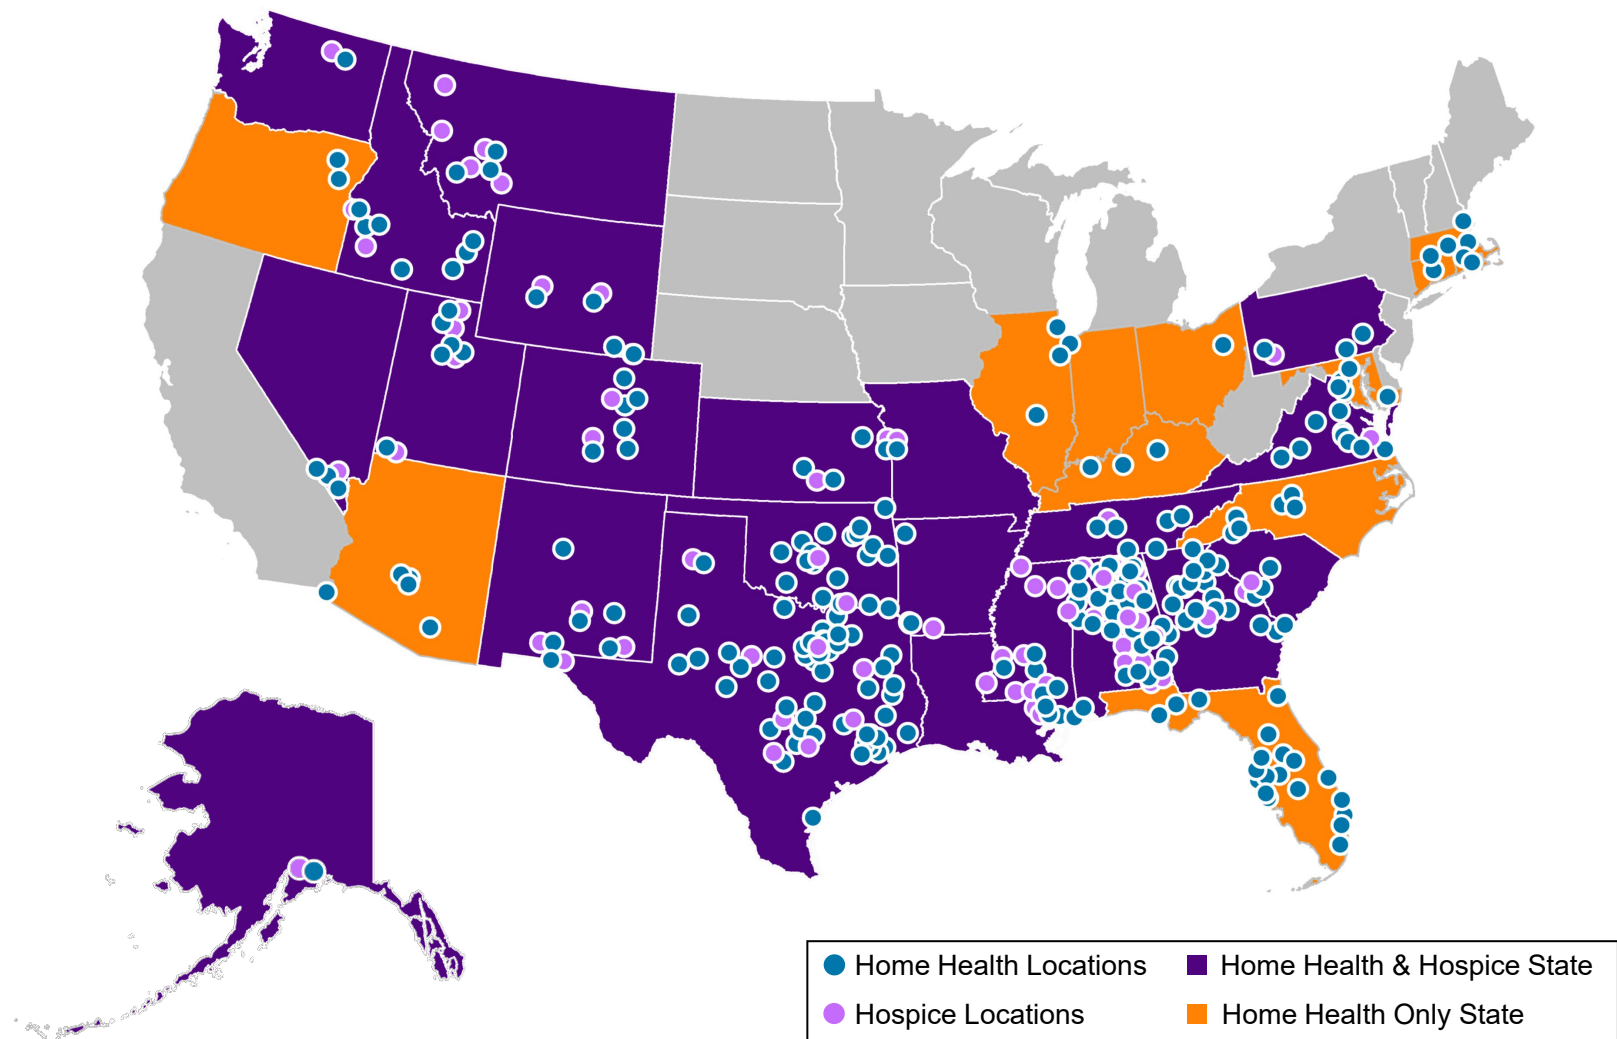 Home Health Locations
Home Health & Hospice State
Hospice Locations
Home Health Only State